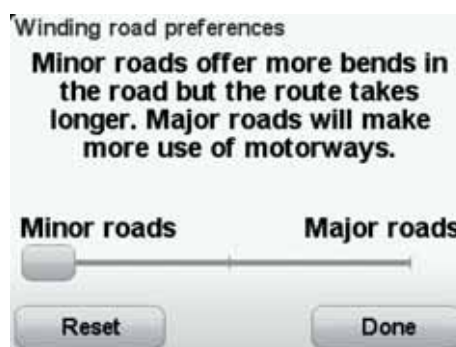 Winding road preferences
Minor roads offer more bends in
the road but the route takes
longer. Major roads will make
more use of motorways.
Minor roads Major roads
Reset Done